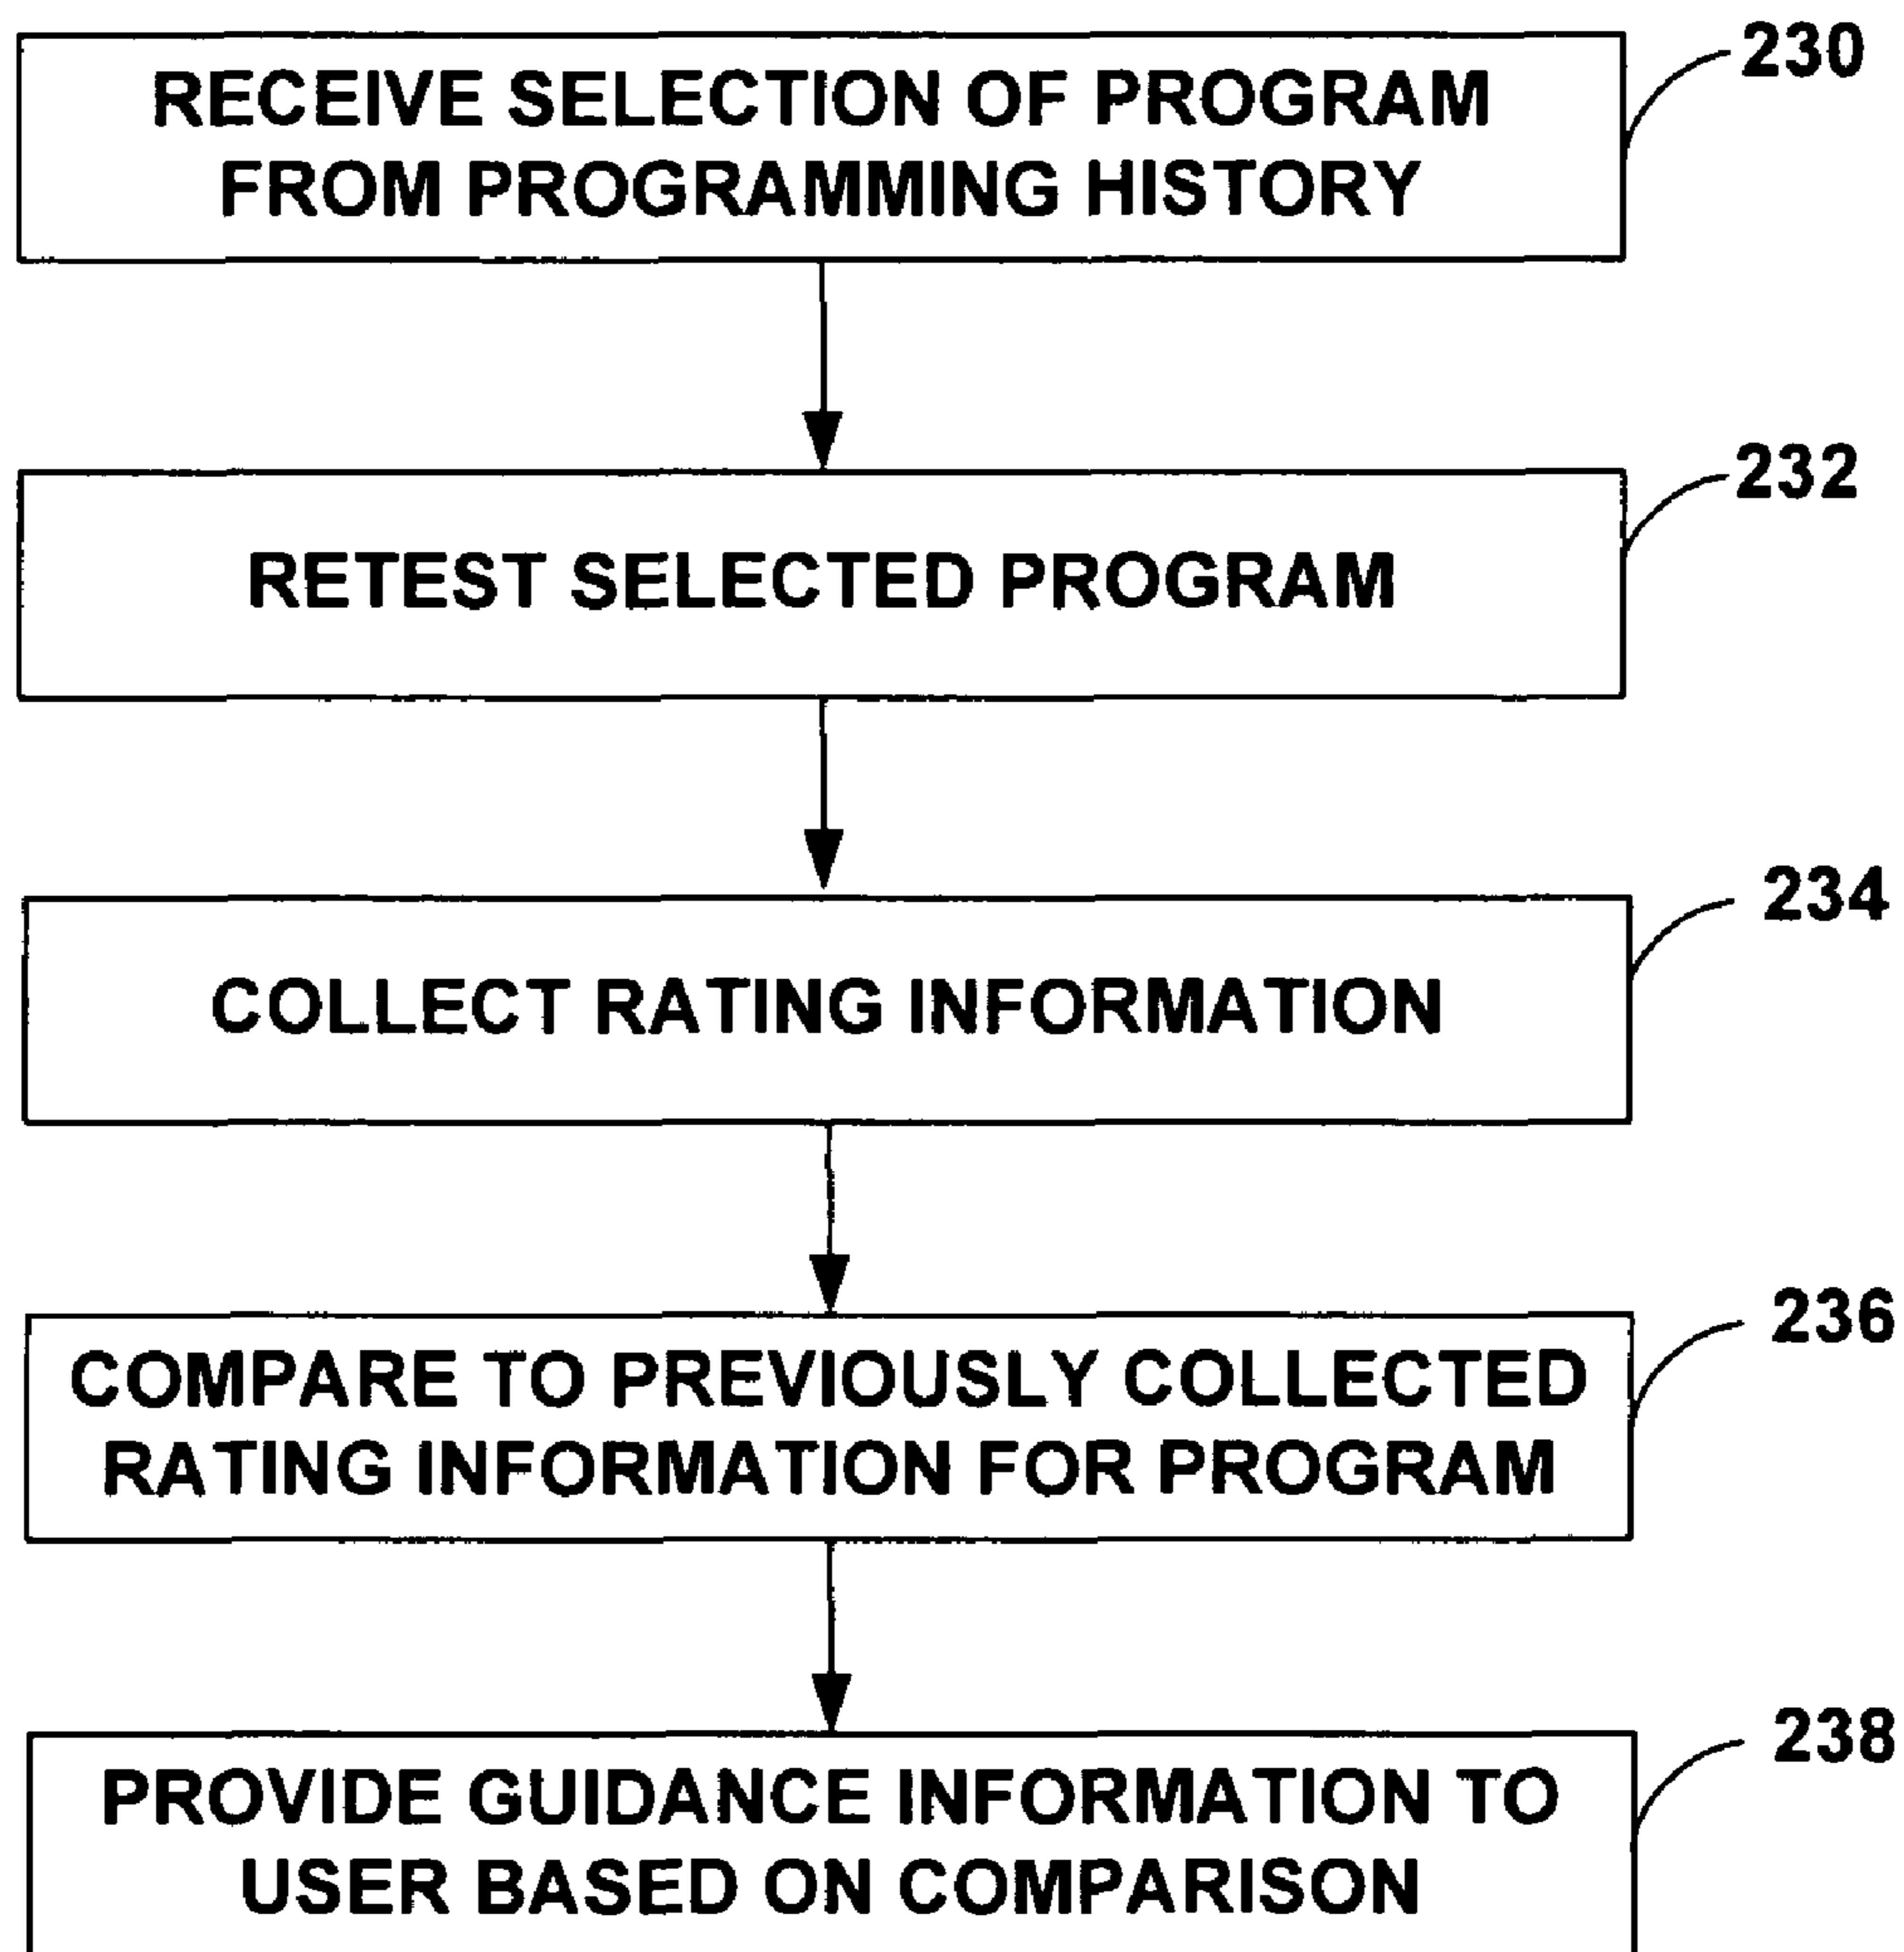 230
RECEIVE SELECTION OF PROGRAM
FROM PROGRAMMING HISTORY
232
RETEST SELECTED PROGRAM
234
COLLECT RATING INFORMATION
236
COMPARE TO PREVIOUSLY COLLECTED
RATING INFORMATION FOR PROGRAM
238
PROVIDE GUIDANCE INFORMATION TO
USER BASED ON COMPARISON